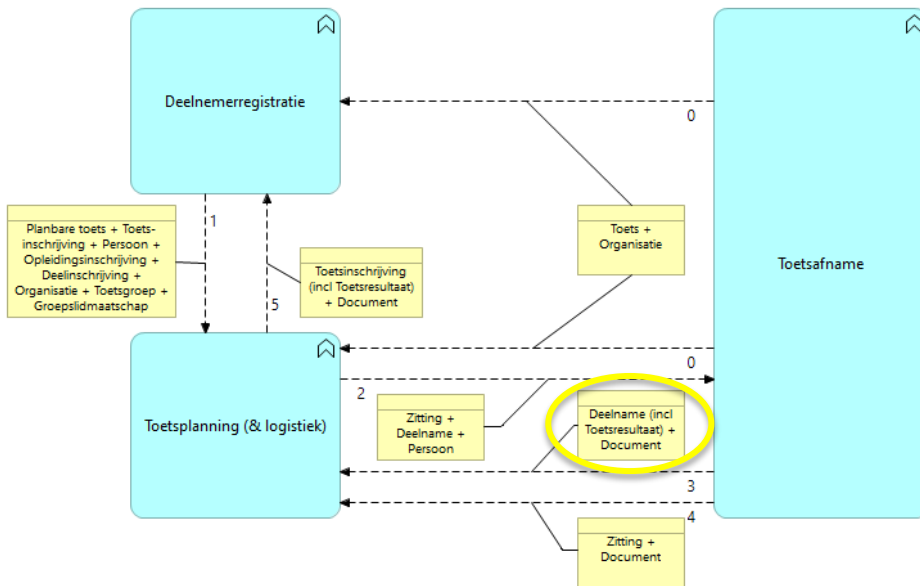 Deelnemerregistratie
0
1
Planbare toets + Toets-
inschrijving + Persoon +
Opleidingsinschrijving +
Deelinschrijving +
Organisatie + Toetsgroep +
Groepslidmaatschap
Toetsinschrijving
(incl Toetsresultaat)
+ Document
5
Toets +
Organisatie
Toetsafname
Toetsplanning (& logistiek)
0
2
Zitting +
Deelname +
Persoon
Deelname (incl
Toetsresultaat) +
Document
3
4
Zitting +
Document